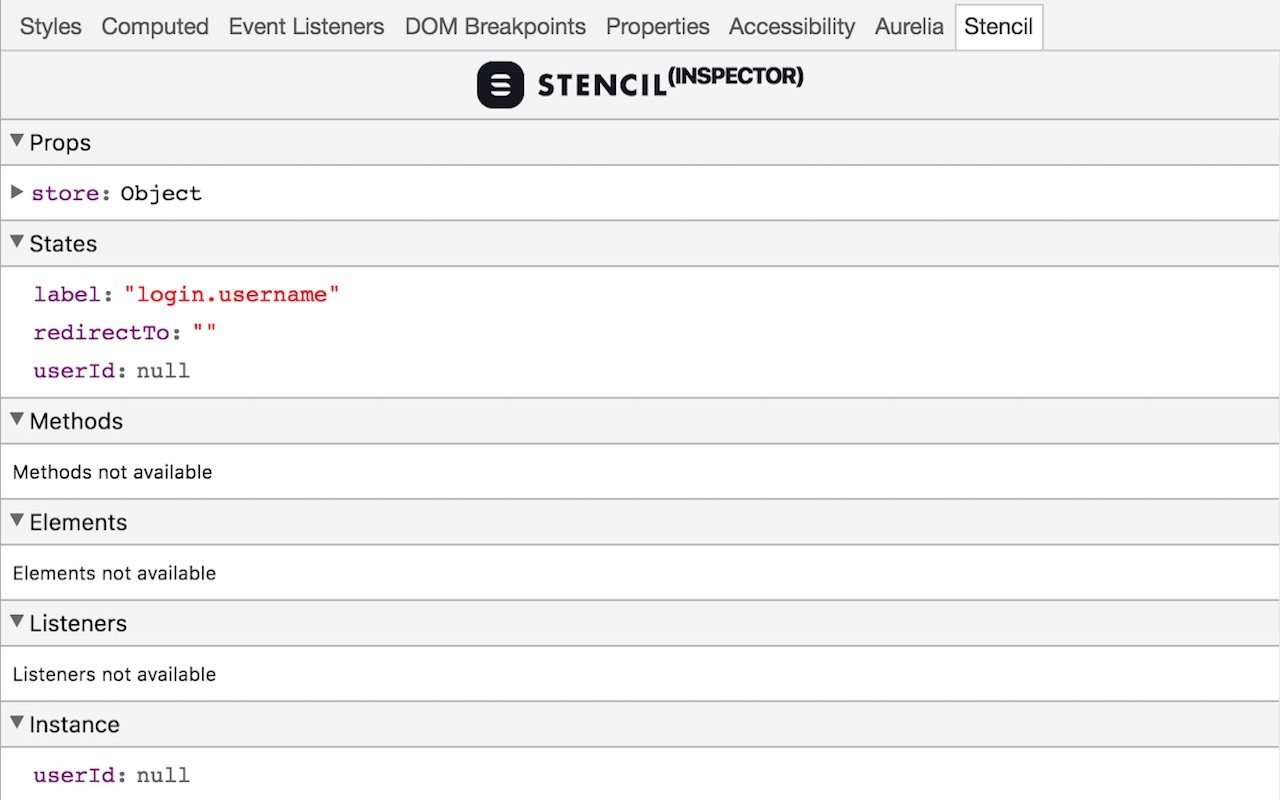 Styles Computed Event Listeners DOM Breakpoints Properties Accessibility Aurelia Stencil
STENCIL(INSPECTOR)
Props
store: Object
States
label: "login.username"
redirectTo: ""
userId: null
Methods
Methods not available
Elements
Elements not available
Listeners
Listeners not available
Instance
userId: null